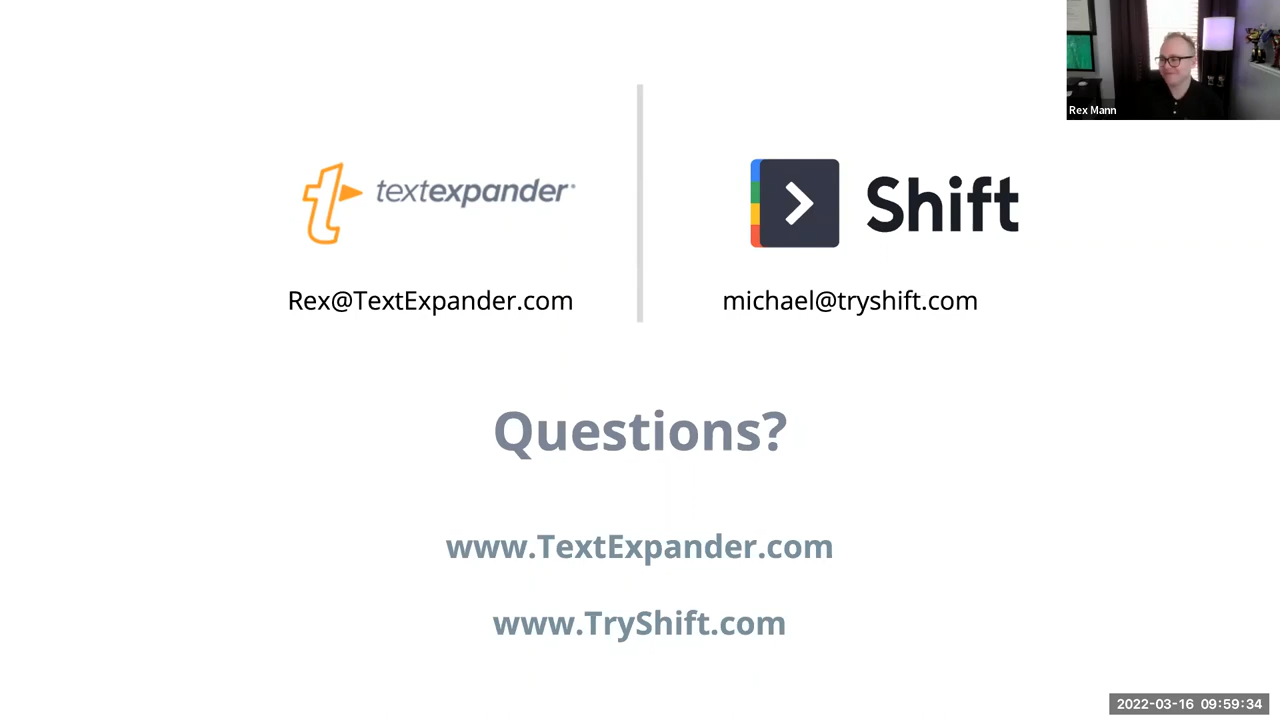 Rex Mann
textexpander
Shift
Rex@TextExpander.com
michael@tryshift.com
Questions?
www.TextExpander.com
www.TryShift.com
2022-03-16 09:59:34